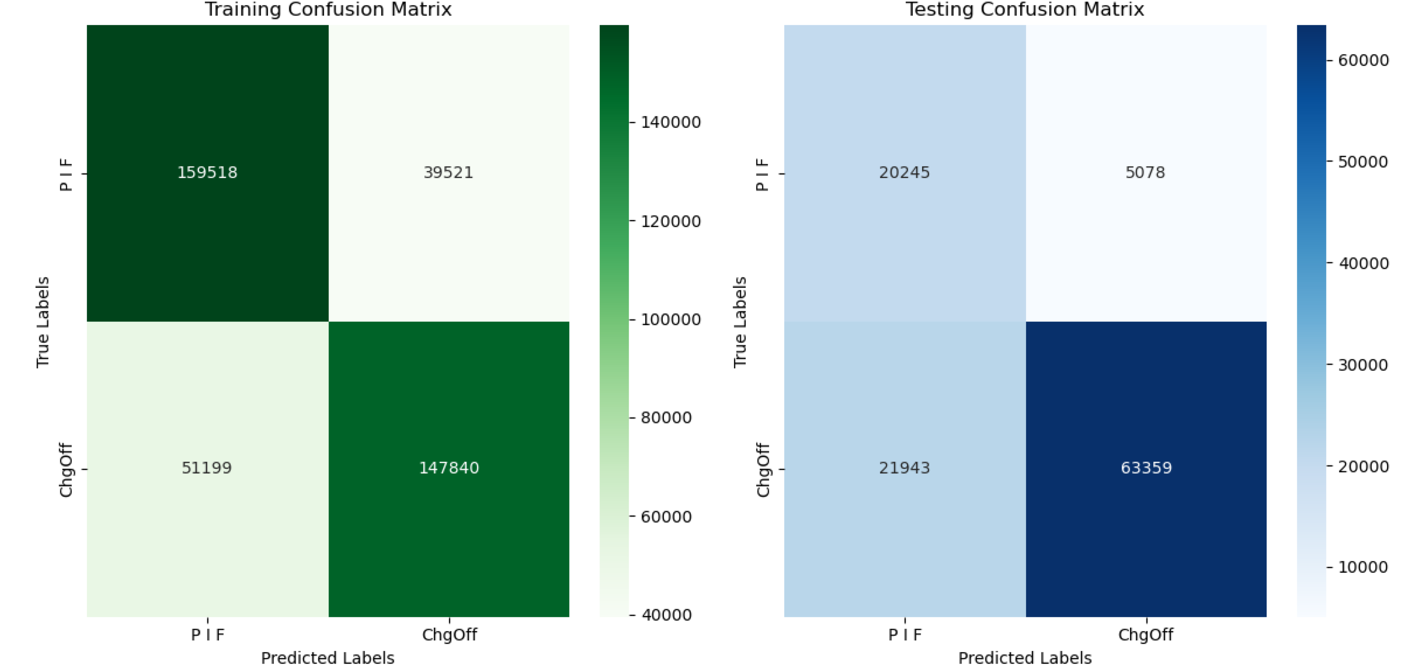 Training Confusion Matrix
P I F
ChgOff
True Labels
159518
39521
51199
147840
P I F
ChgOff
Predicted Labels
140000
120000
100000
80000
60000
40000
Testing Confusion Matrix
P I F
ChgOff
True Labels
20245
5078
21943
63359
P I F
ChgOff
Predicted Labels
60000
50000
40000
30000
20000
10000